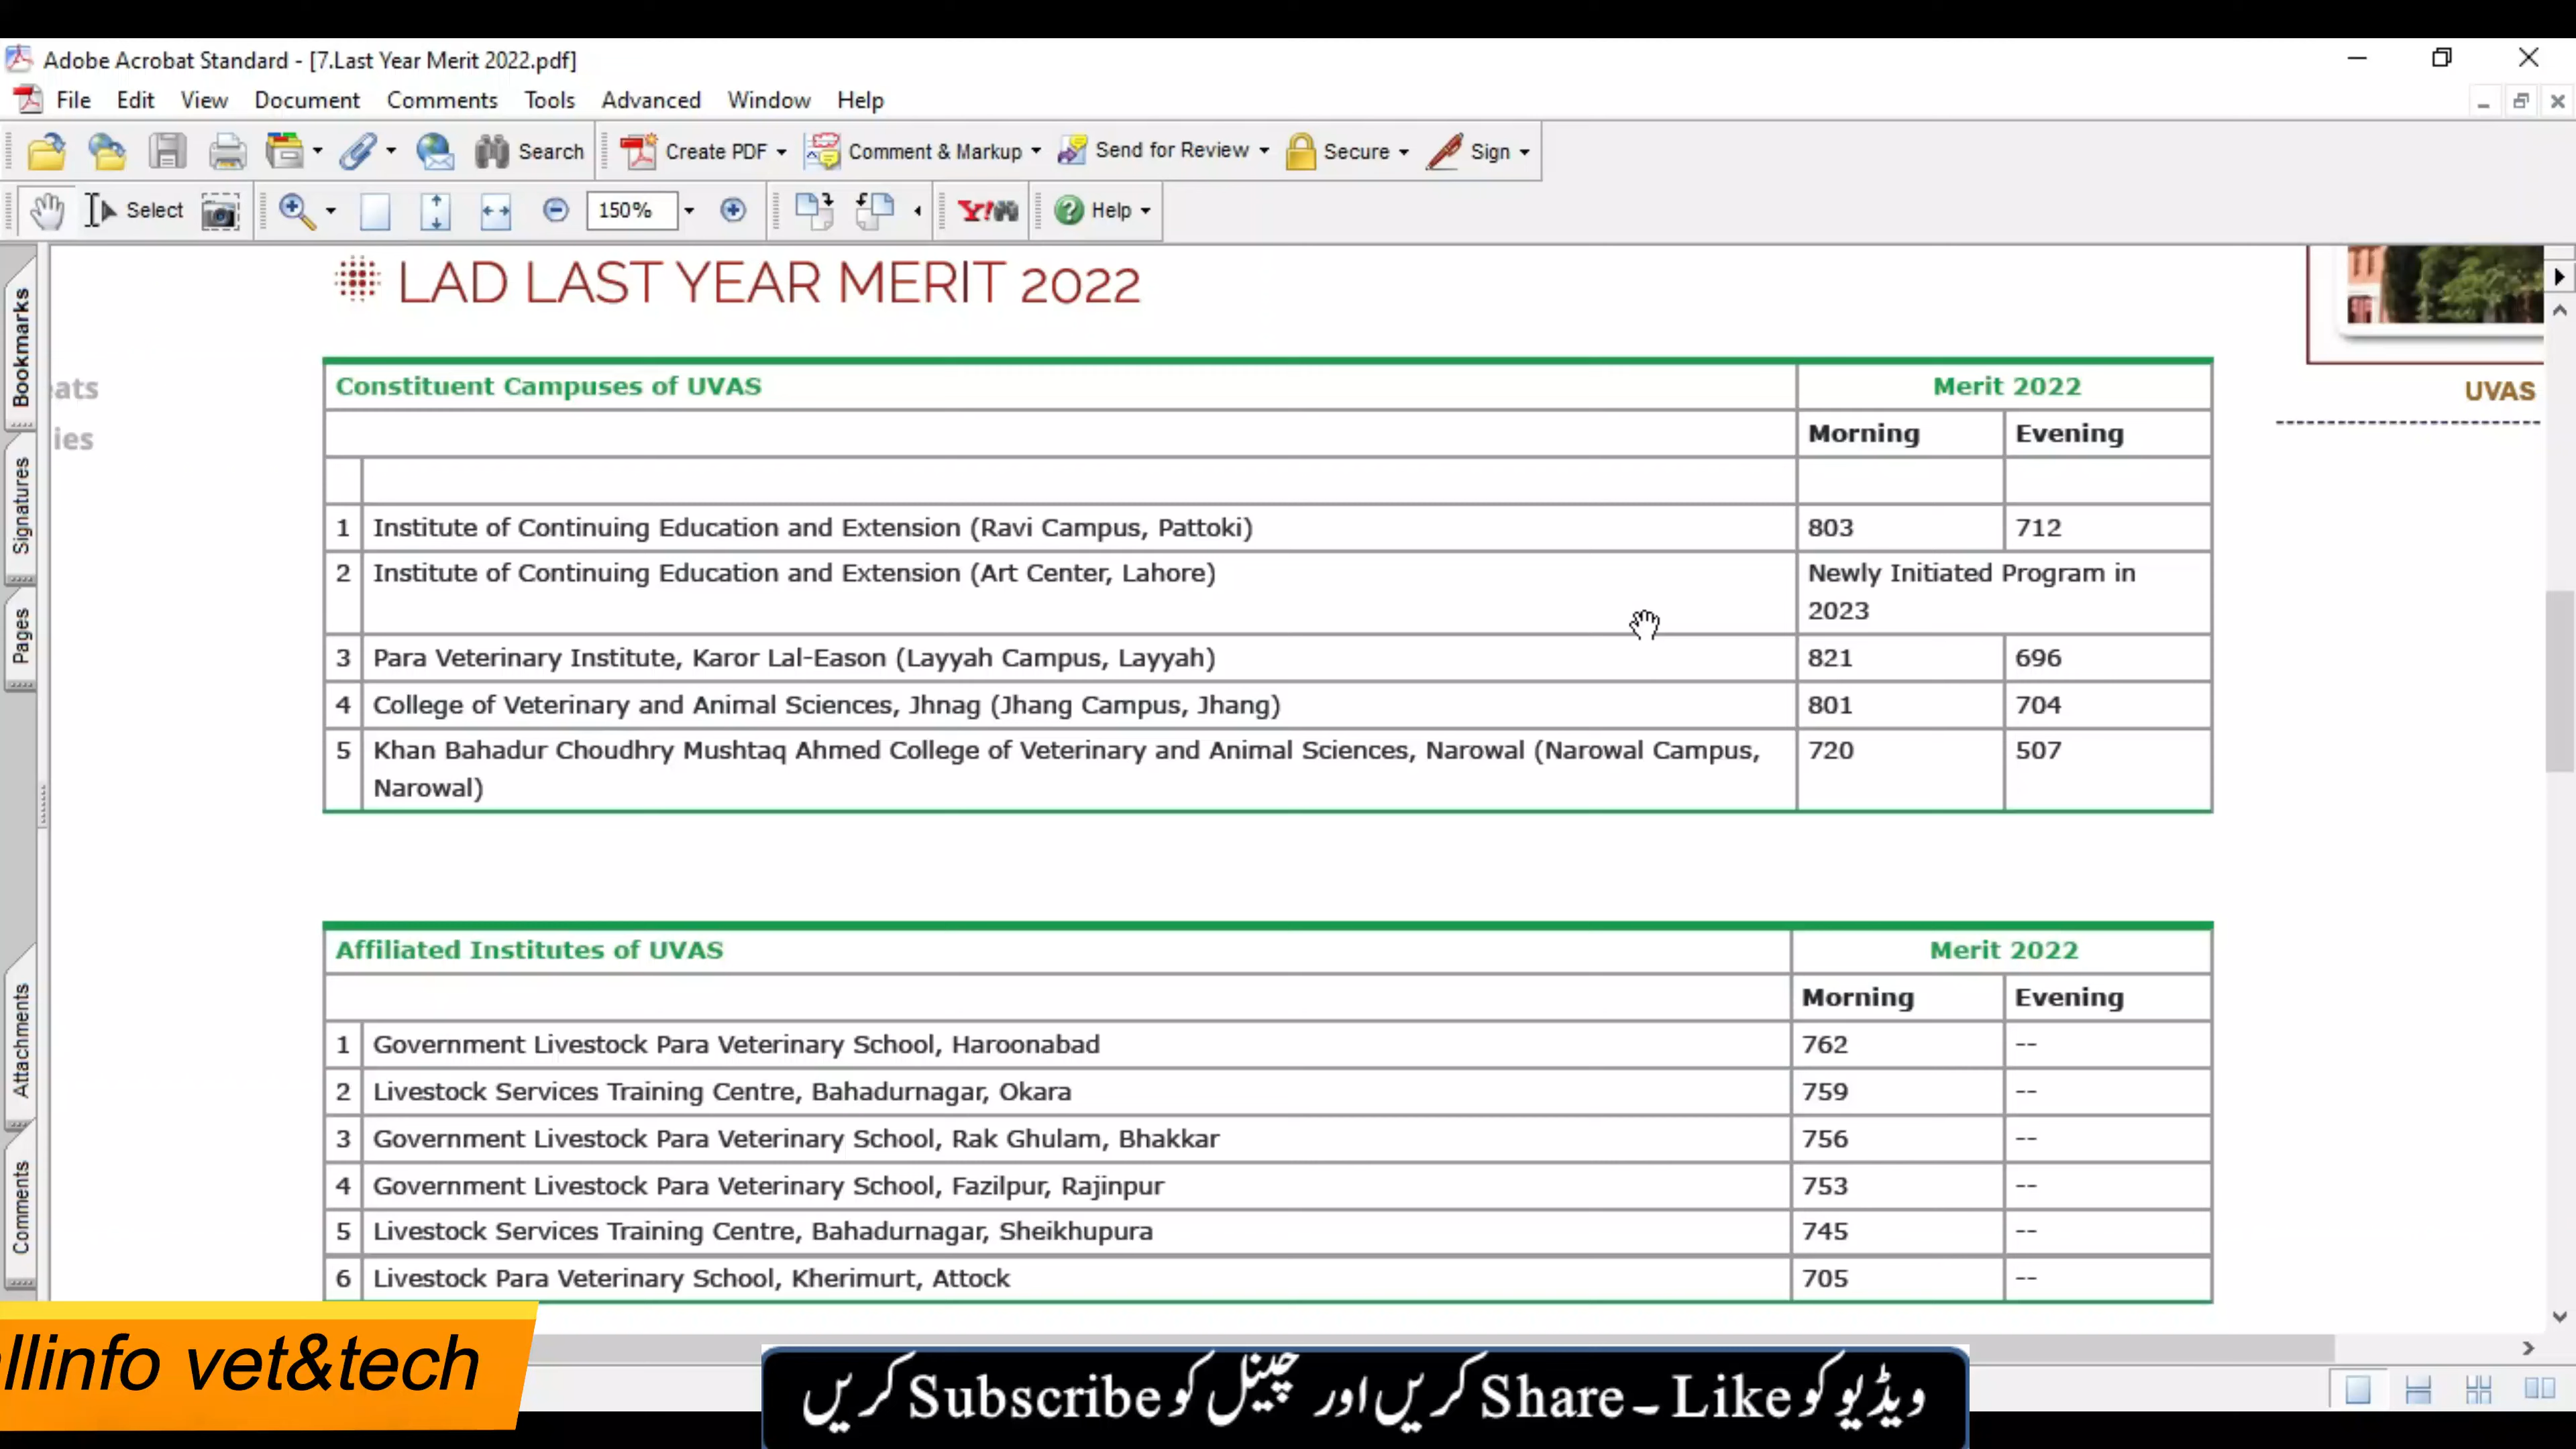 Adobe Acrobat Standard - [7.Last Year Merit 2022.pdf]
File Edit View Document Comments Tools Advanced Window Help
Search Create PDF Comment & Markup Send for Review Secure Sign
Select 150% Y! Help
Bookmarks
Signatures
Pages
Attachments
Comments
eats
ies
LAD LAST YEAR MERIT 2022
UVAS
Constituent Campuses of UVAS Merit 2022
Morning Evening
1 Institute of Continuing Education and Extension (Ravi Campus, Pattoki) 803 712
2 Institute of Continuing Education and Extension (Art Center, Lahore) Newly Initiated Program in
2023
3 Para Veterinary Institute, Karor Lal-Eason (Layyah Campus, Layyah) 821 696
4 College of Veterinary and Animal Sciences, Jhnag (Jhang Campus, Jhang) 801 704
5 Khan Bahadur Choudhry Mushtaq Ahmed College of Veterinary and Animal Sciences, Narowal (Narowal Campus, 720 507
Narowal)
Affiliated Institutes of UVAS Merit 2022
Morning Evening
1 Government Livestock Para Veterinary School, Haroonabad 762 --
2 Livestock Services Training Centre, Bahadurnagar, Okara 759 --
3 Government Livestock Para Veterinary School, Rak Ghulam, Bhakkar 756 --
4 Government Livestock Para Veterinary School, Fazilpur, Rajinpur 753 --
5 Livestock Services Training Centre, Bahadurnagar, Sheikhupura 745 --
6 Livestock Para Veterinary School, Kherimurt, Attock 705 --
llinfo vet&tech
ویڈیو کو Like ۔ Share کریں اور چینل کو Subscribe کریں